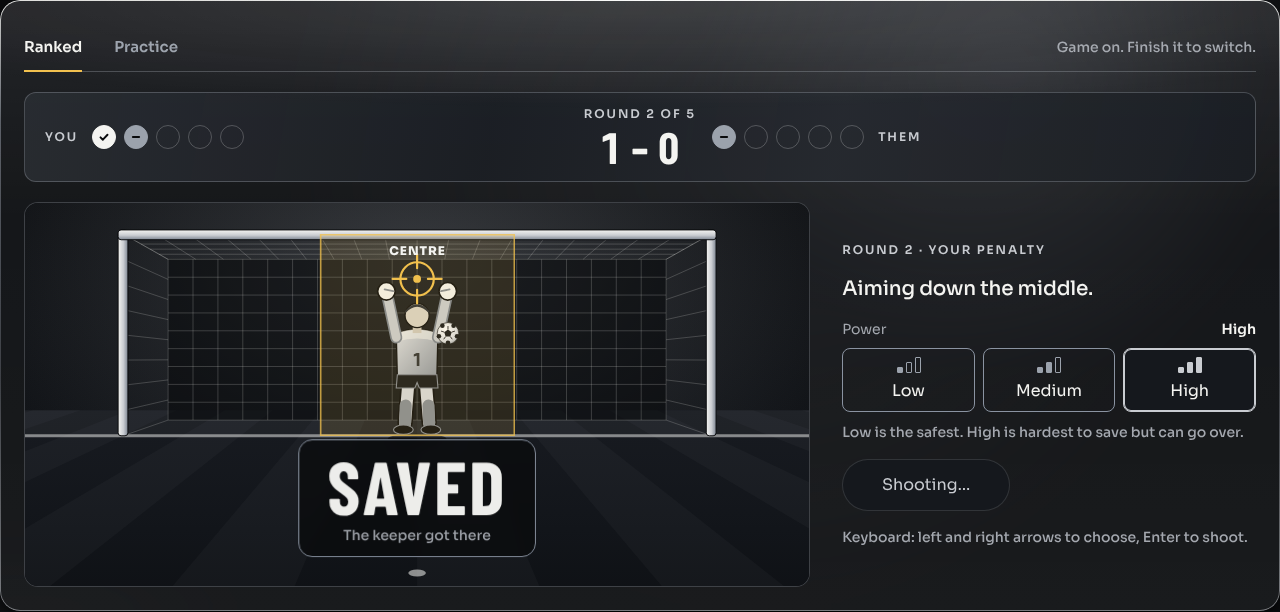 Ranked
Practice
Game on. Finish it to switch.
YOU
ROUND 2 OF 5
1 - 0
THEM
CENTRE
1
SAVED
The keeper got there
ROUND 2 · YOUR PENALTY
Aiming down the middle.
Power
High
Low
Medium
High
Low is the safest. High is hardest to save but can go over.
Shooting...
Keyboard: left and right arrows to choose, Enter to shoot.